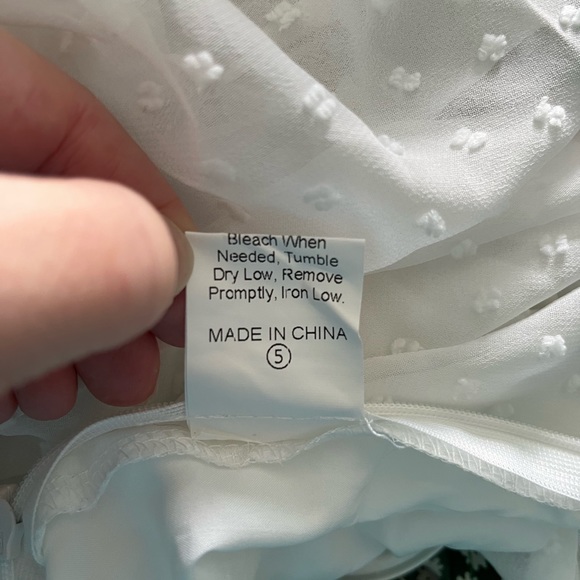 Bleach When
Needed, Tumble
Dry Low, Remove
Promptly, Iron Low.
MADE IN CHINA
5